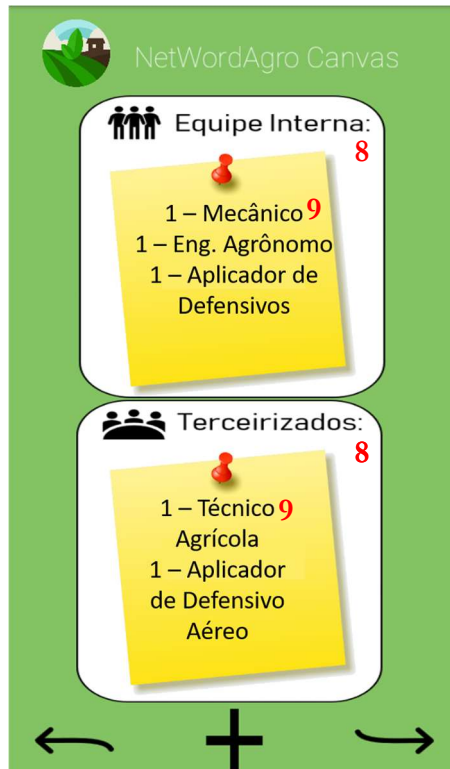 NetWordAgro Canvas
Equipe Interna:
8
1 – Mecânico 9
1 – Eng. Agrônomo
1 – Aplicador de
Defensivos
Terceirizados:
8
1 – Técnico 9
Agrícola
1 – Aplicador
de Defensivo
Aéreo